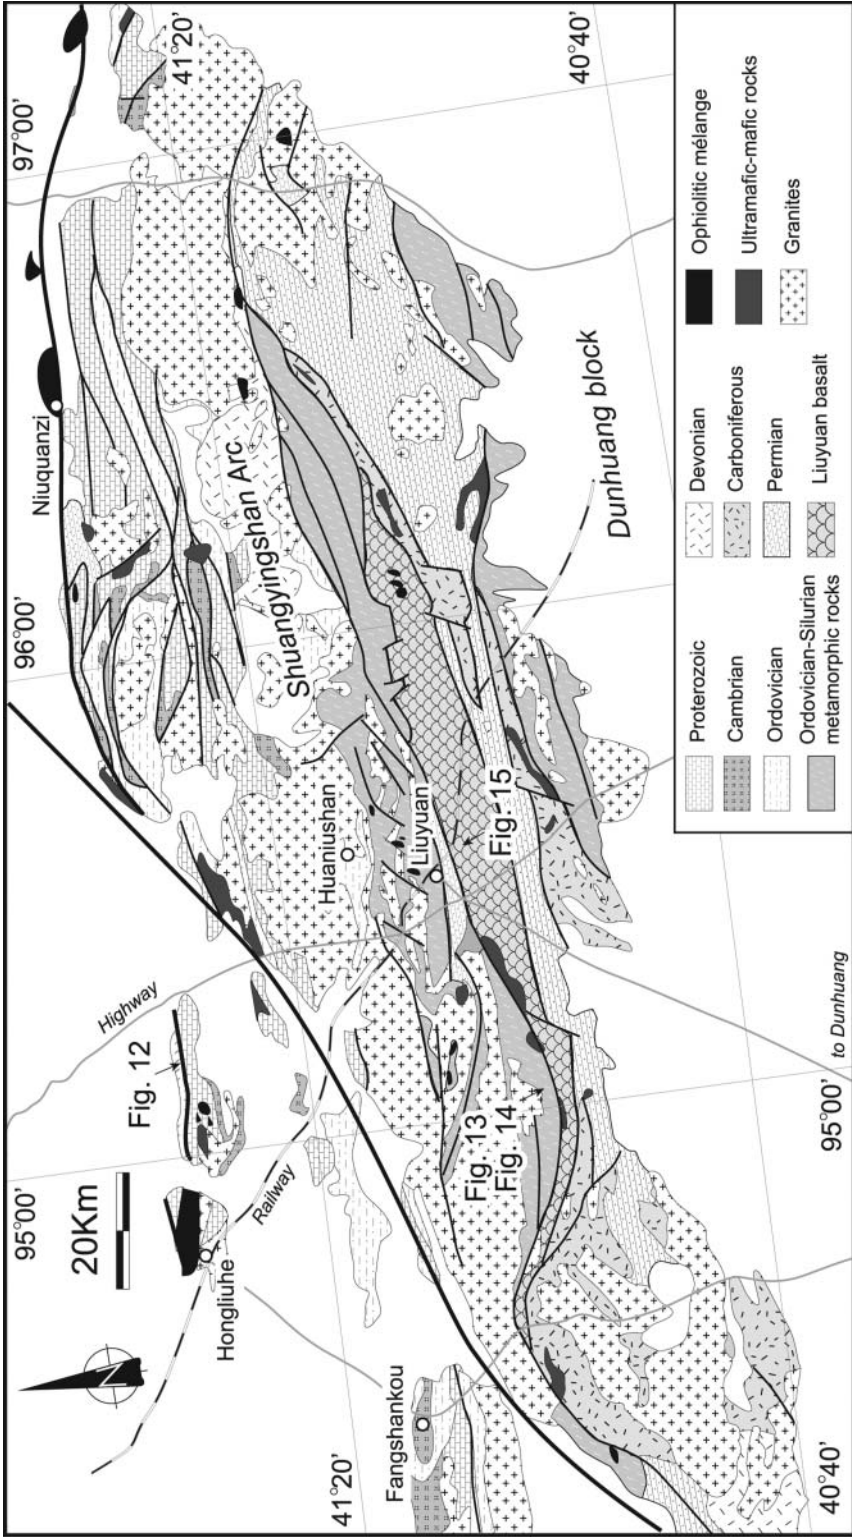 95°00'
96°00'
97°00'
20Km
N
Fig. 12
Highway
Railway
Hongliuhe
Niuquanzi
41°20'
Shuangyingshan Arc
Huaniushan
Liuyuan
Fangshankou
41°20'
Fig. 13
Fig. 14
Fig. 15
40°40'
Dunhuang block
40°40'
95°00'
to Dunhuang
Proterozoic
Cambrian
Ordovician
Ordovician-Silurian
metamorphic rocks
Devonian
Carboniferous
Permian
Liuyuan basalt
Ophiolitic mélange
Ultramafic-mafic rocks
Granites